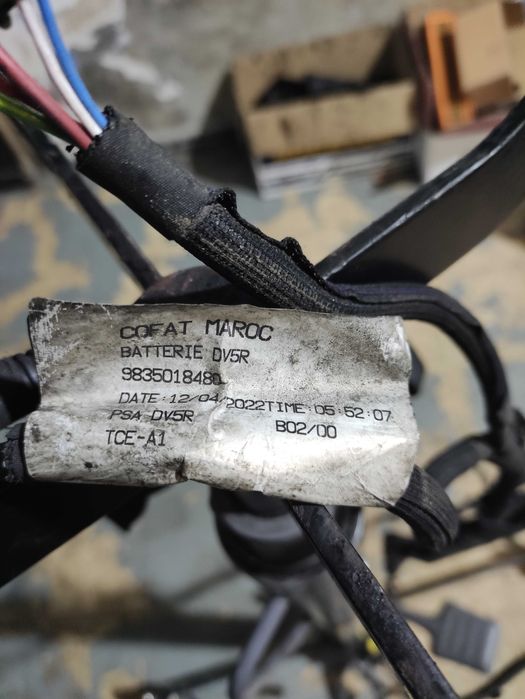 COFAT MAROC
BATTERIE DV5R
9835018480
DATE:12/04/2022TIME:05:52:07
PSA DV5R B02/00
TCE-A1